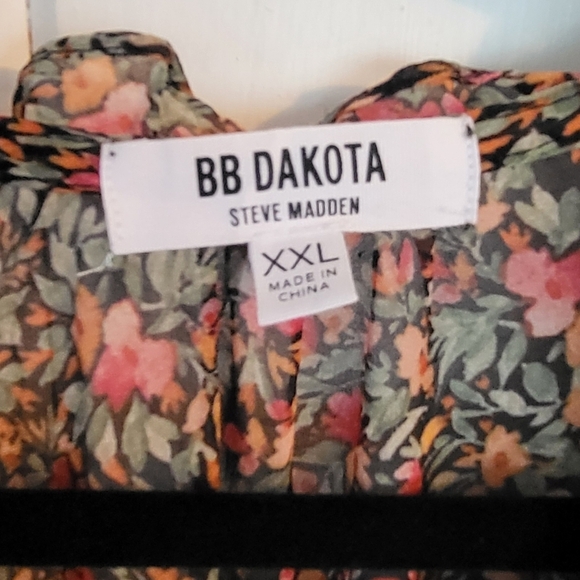 BB DAKOTA
STEVE MADDEN
XXL
MADE IN
CHINA